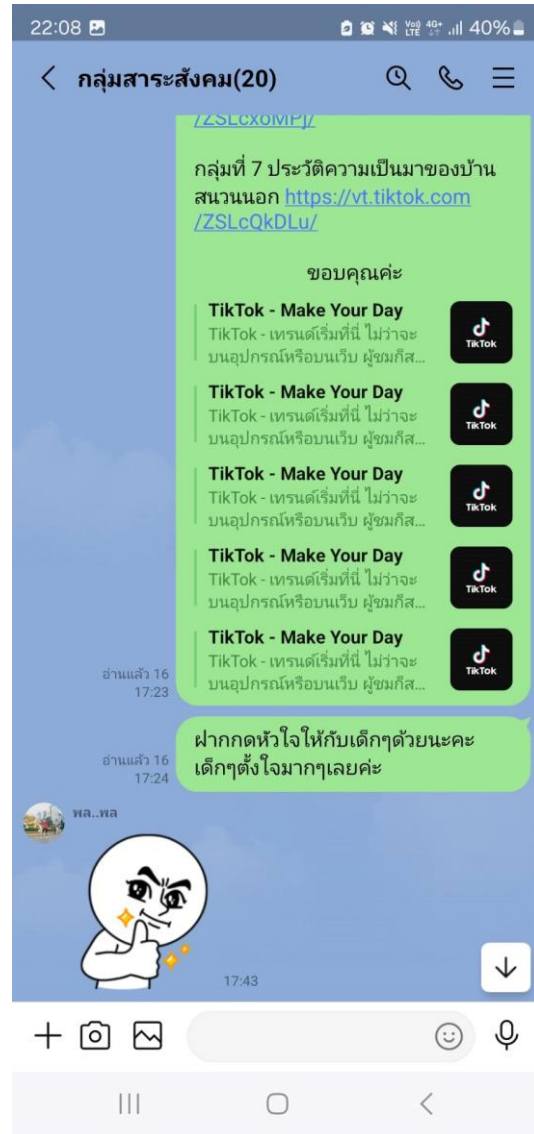 22:08
Voi) LTE 4G+ 40%
กลุ่มสาระสังคม(20)
/ZSLcxoMPj/
กลุ่มที่ 7 ประวัติความเป็นมาของบ้าน
สนวนนอก https://vt.tiktok.com
/ZSLcQkDLu/
ขอบคุณค่ะ
TikTok - Make Your Day
TikTok - เทรนด์เริ่มที่นี่ ไม่ว่าจะ
บนอุปกรณ์หรือบนเว็บ ผู้ชมก็ส...
TikTok
TikTok - Make Your Day
TikTok - เทรนด์เริ่มที่นี่ ไม่ว่าจะ
บนอุปกรณ์หรือบนเว็บ ผู้ชมก็ส...
TikTok
TikTok - Make Your Day
TikTok - เทรนด์เริ่มที่นี่ ไม่ว่าจะ
บนอุปกรณ์หรือบนเว็บ ผู้ชมก็ส...
TikTok
TikTok - Make Your Day
TikTok - เทรนด์เริ่มที่นี่ ไม่ว่าจะ
บนอุปกรณ์หรือบนเว็บ ผู้ชมก็ส...
TikTok
TikTok - Make Your Day
TikTok - เทรนด์เริ่มที่นี่ ไม่ว่าจะ
บนอุปกรณ์หรือบนเว็บ ผู้ชมก็ส...
TikTok
อ่านแล้ว 16
17:23
ฝากกดหัวใจให้กับเด็กๆด้วยนะคะ
เด็กๆตั้งใจมากๆเลยค่ะ
อ่านแล้ว 16
17:24
พล..พล
17:43